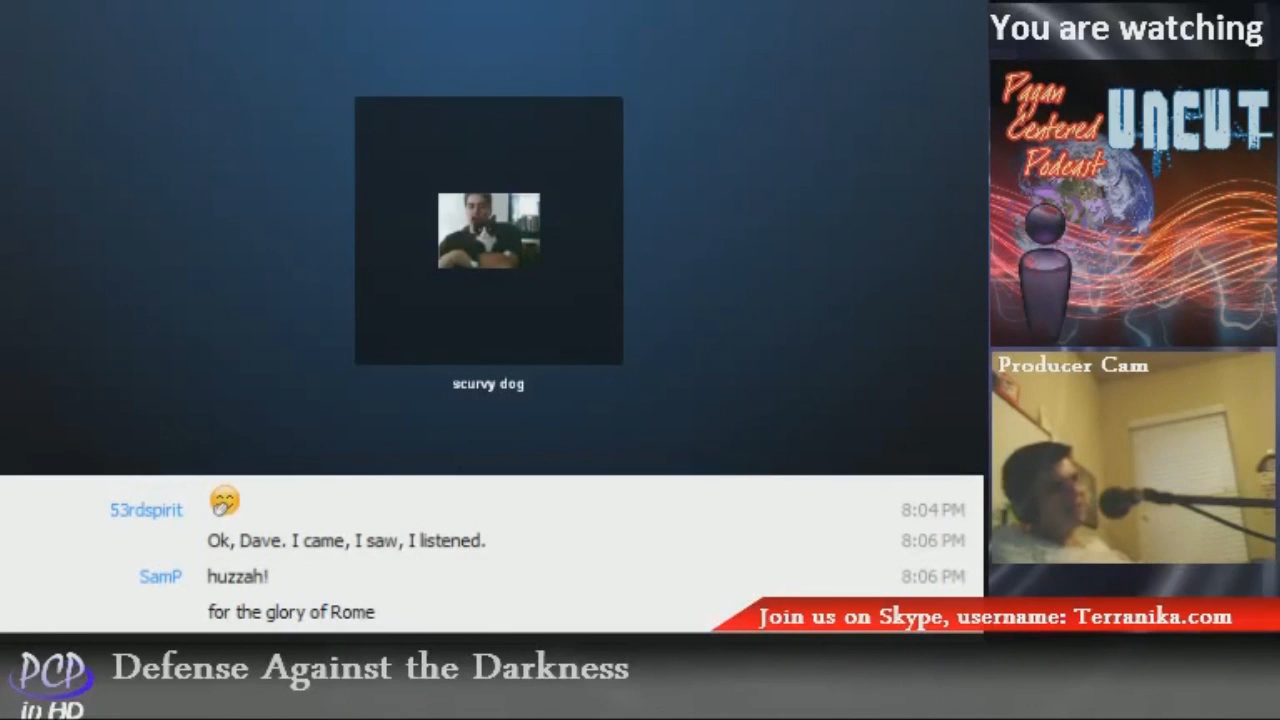 You are watching
Pagan
Centered
Podcast
UNCUT
scurvy dog
Producer Cam
53rdspirit 8:04 PM
Ok, Dave. I came, I saw, I listened. 8:06 PM
SamP huzzah! 8:06 PM
for the glory of Rome
Join us on Skype, username: Terranika.com
PCP
in HD
Defense Against the Darkness